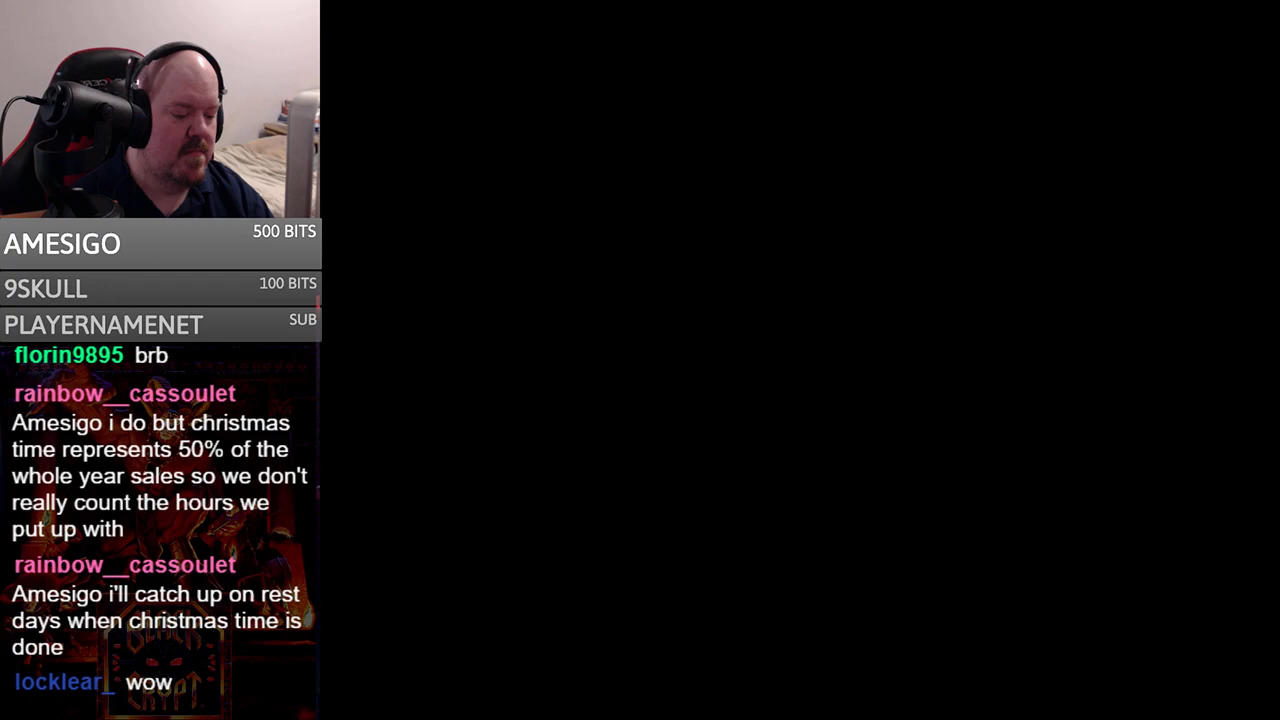 AMESIGO 500 BITS
9SKULL 100 BITS
PLAYERNAMENET SUB
florin9895 brb
rainbow__cassoulet
Amesigo i do but christmas
time represents 50% of the
whole year sales so we don't
really count the hours we
put up with
rainbow__cassoulet
Amesigo i'll catch up on rest
days when christmas time is
done
locklear_ wow
BLACK
CRYPT